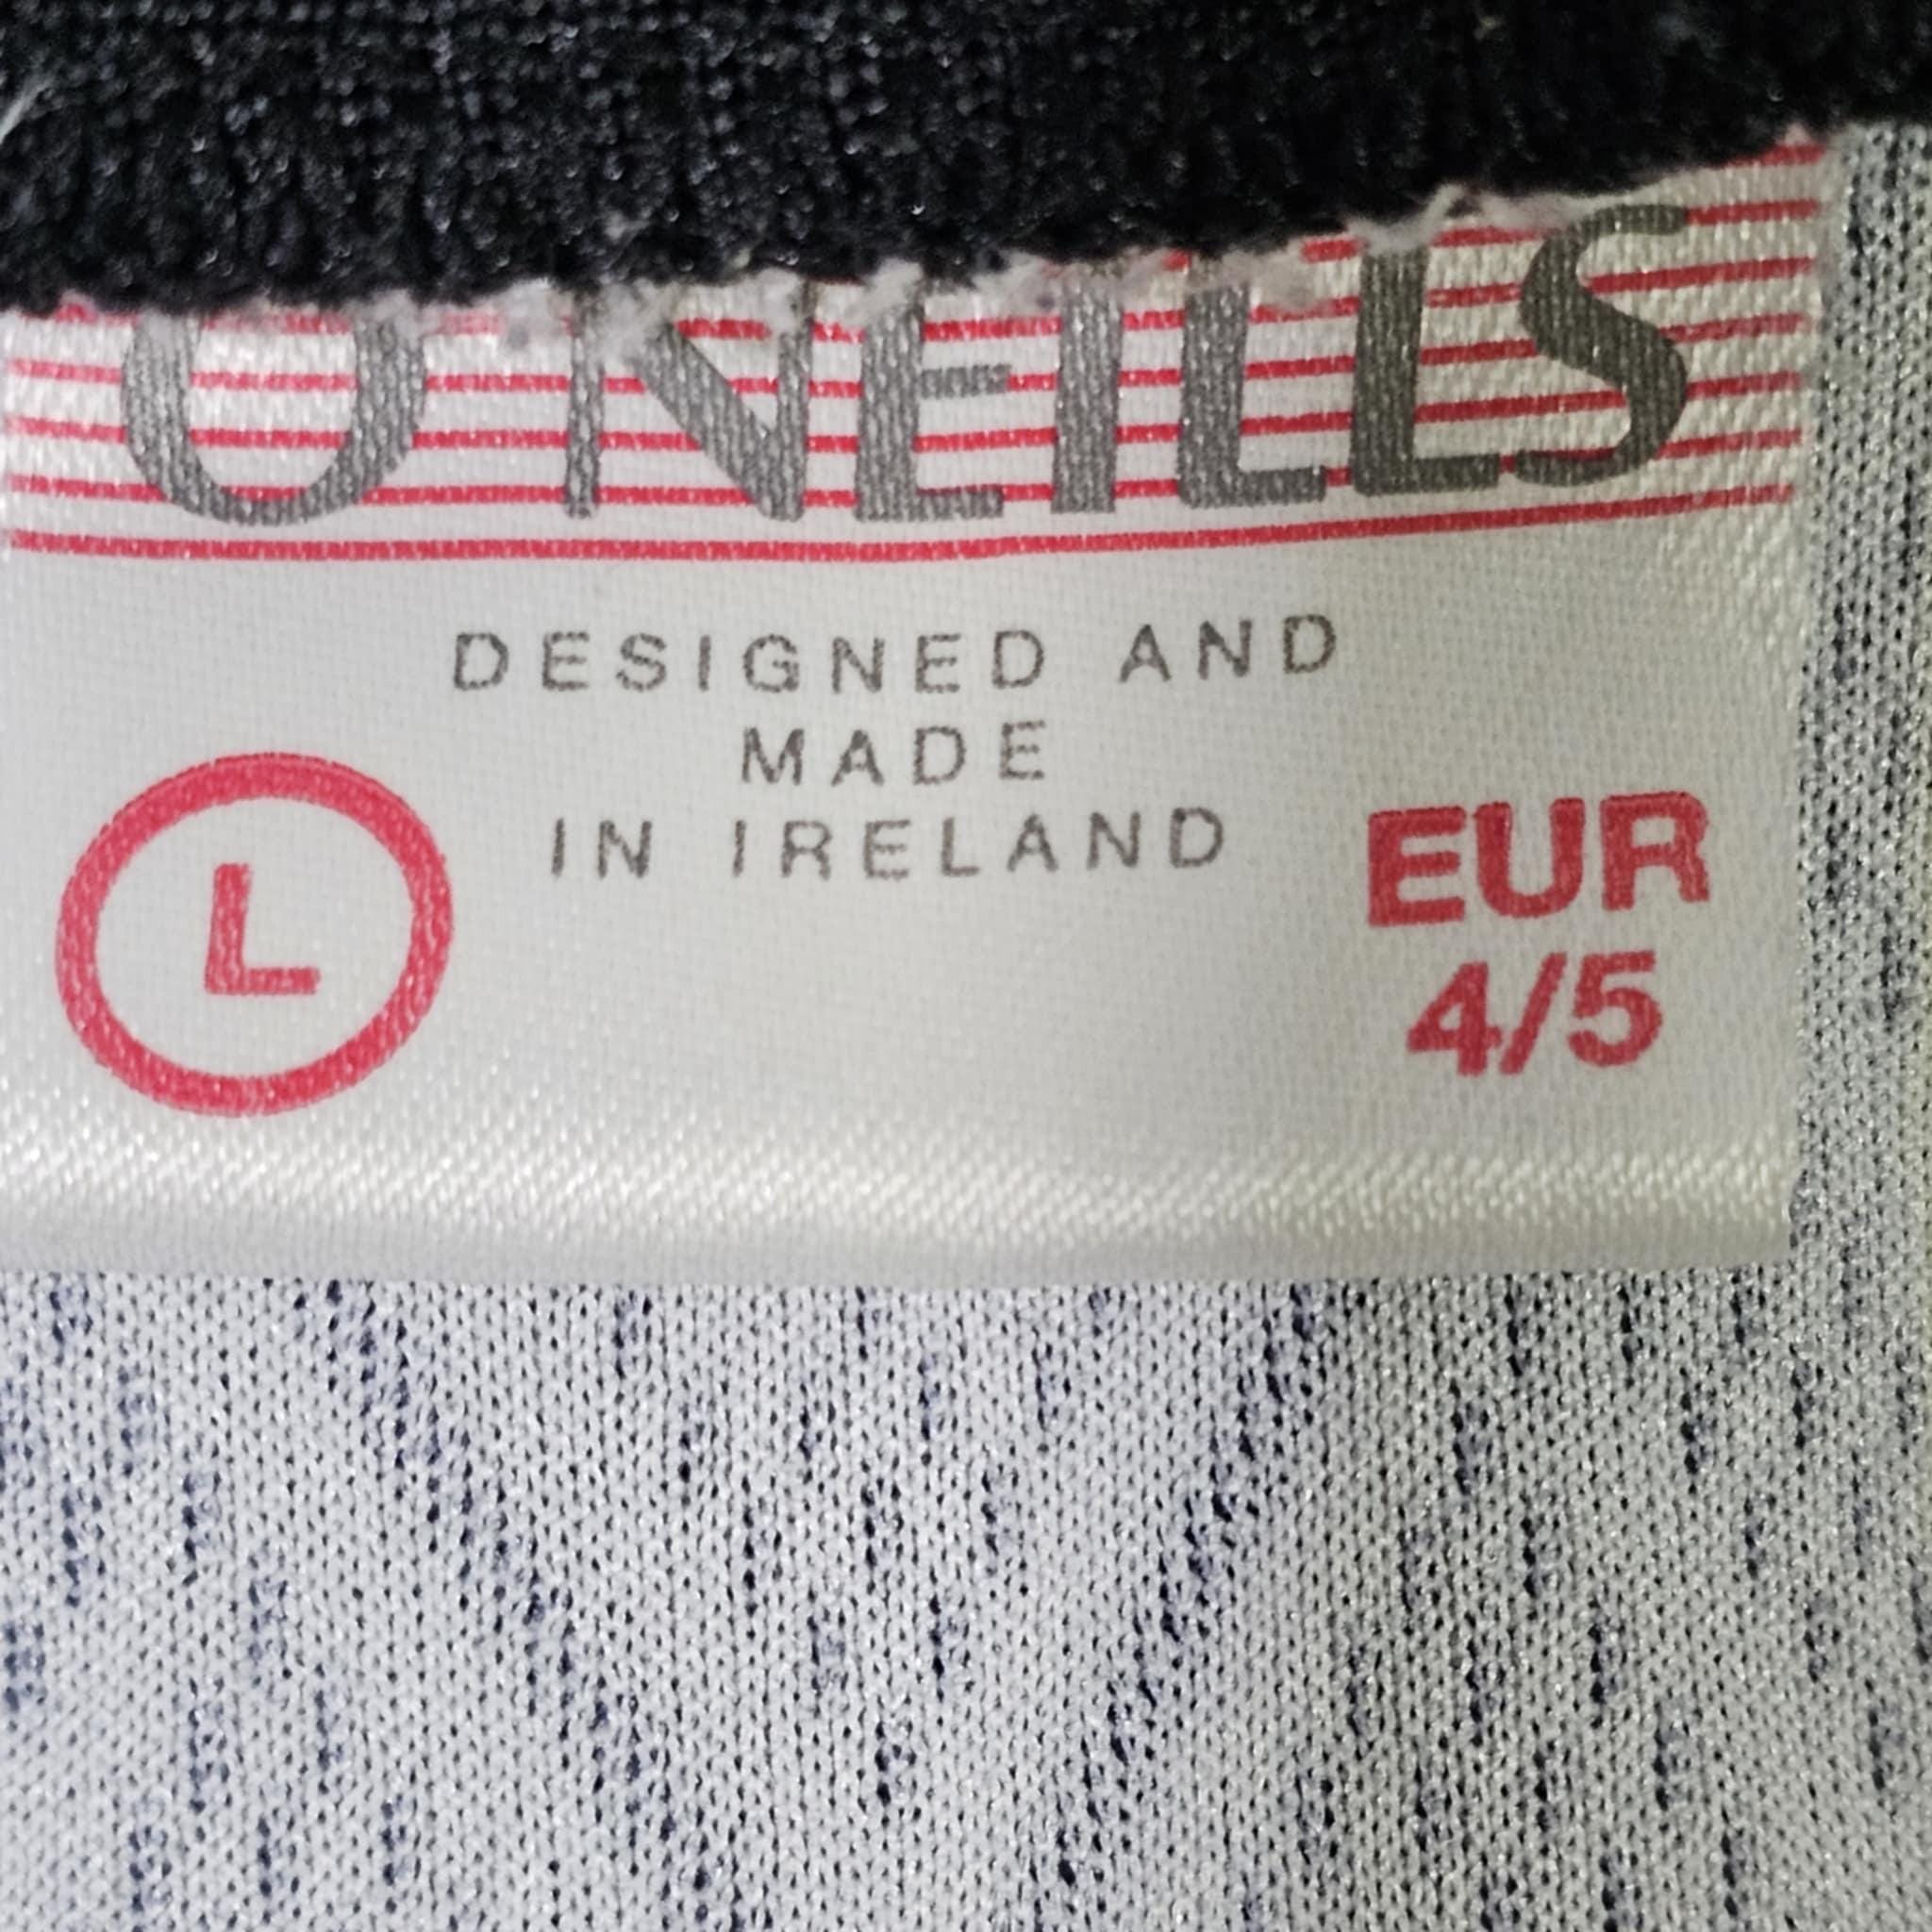 O'NEILLS
DESIGNED AND
MADE
IN IRELAND
L
EUR
4/5